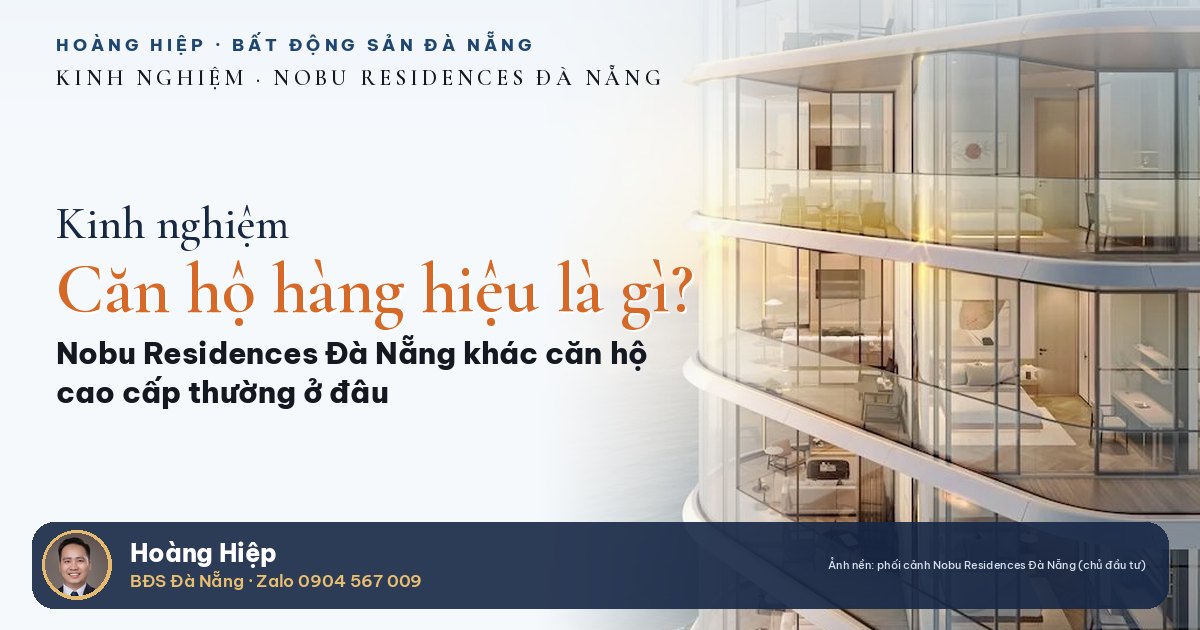 HOÀNG HIỆP · BẤT ĐỘNG SẢN ĐÀ NẴNG
KINH NGHIỆM · NOBU RESIDENCES ĐÀ NẴNG
Kinh nghiệm
Căn hộ hàng hiệu là gì?
Nobu Residences Đà Nẵng khác căn hộ
cao cấp thường ở đâu
Hoàng Hiệp
BĐS Đà Nẵng · Zalo 0904 567 009
Ảnh nền: phối cảnh Nobu Residences Đà Nẵng (chủ đầu tư)